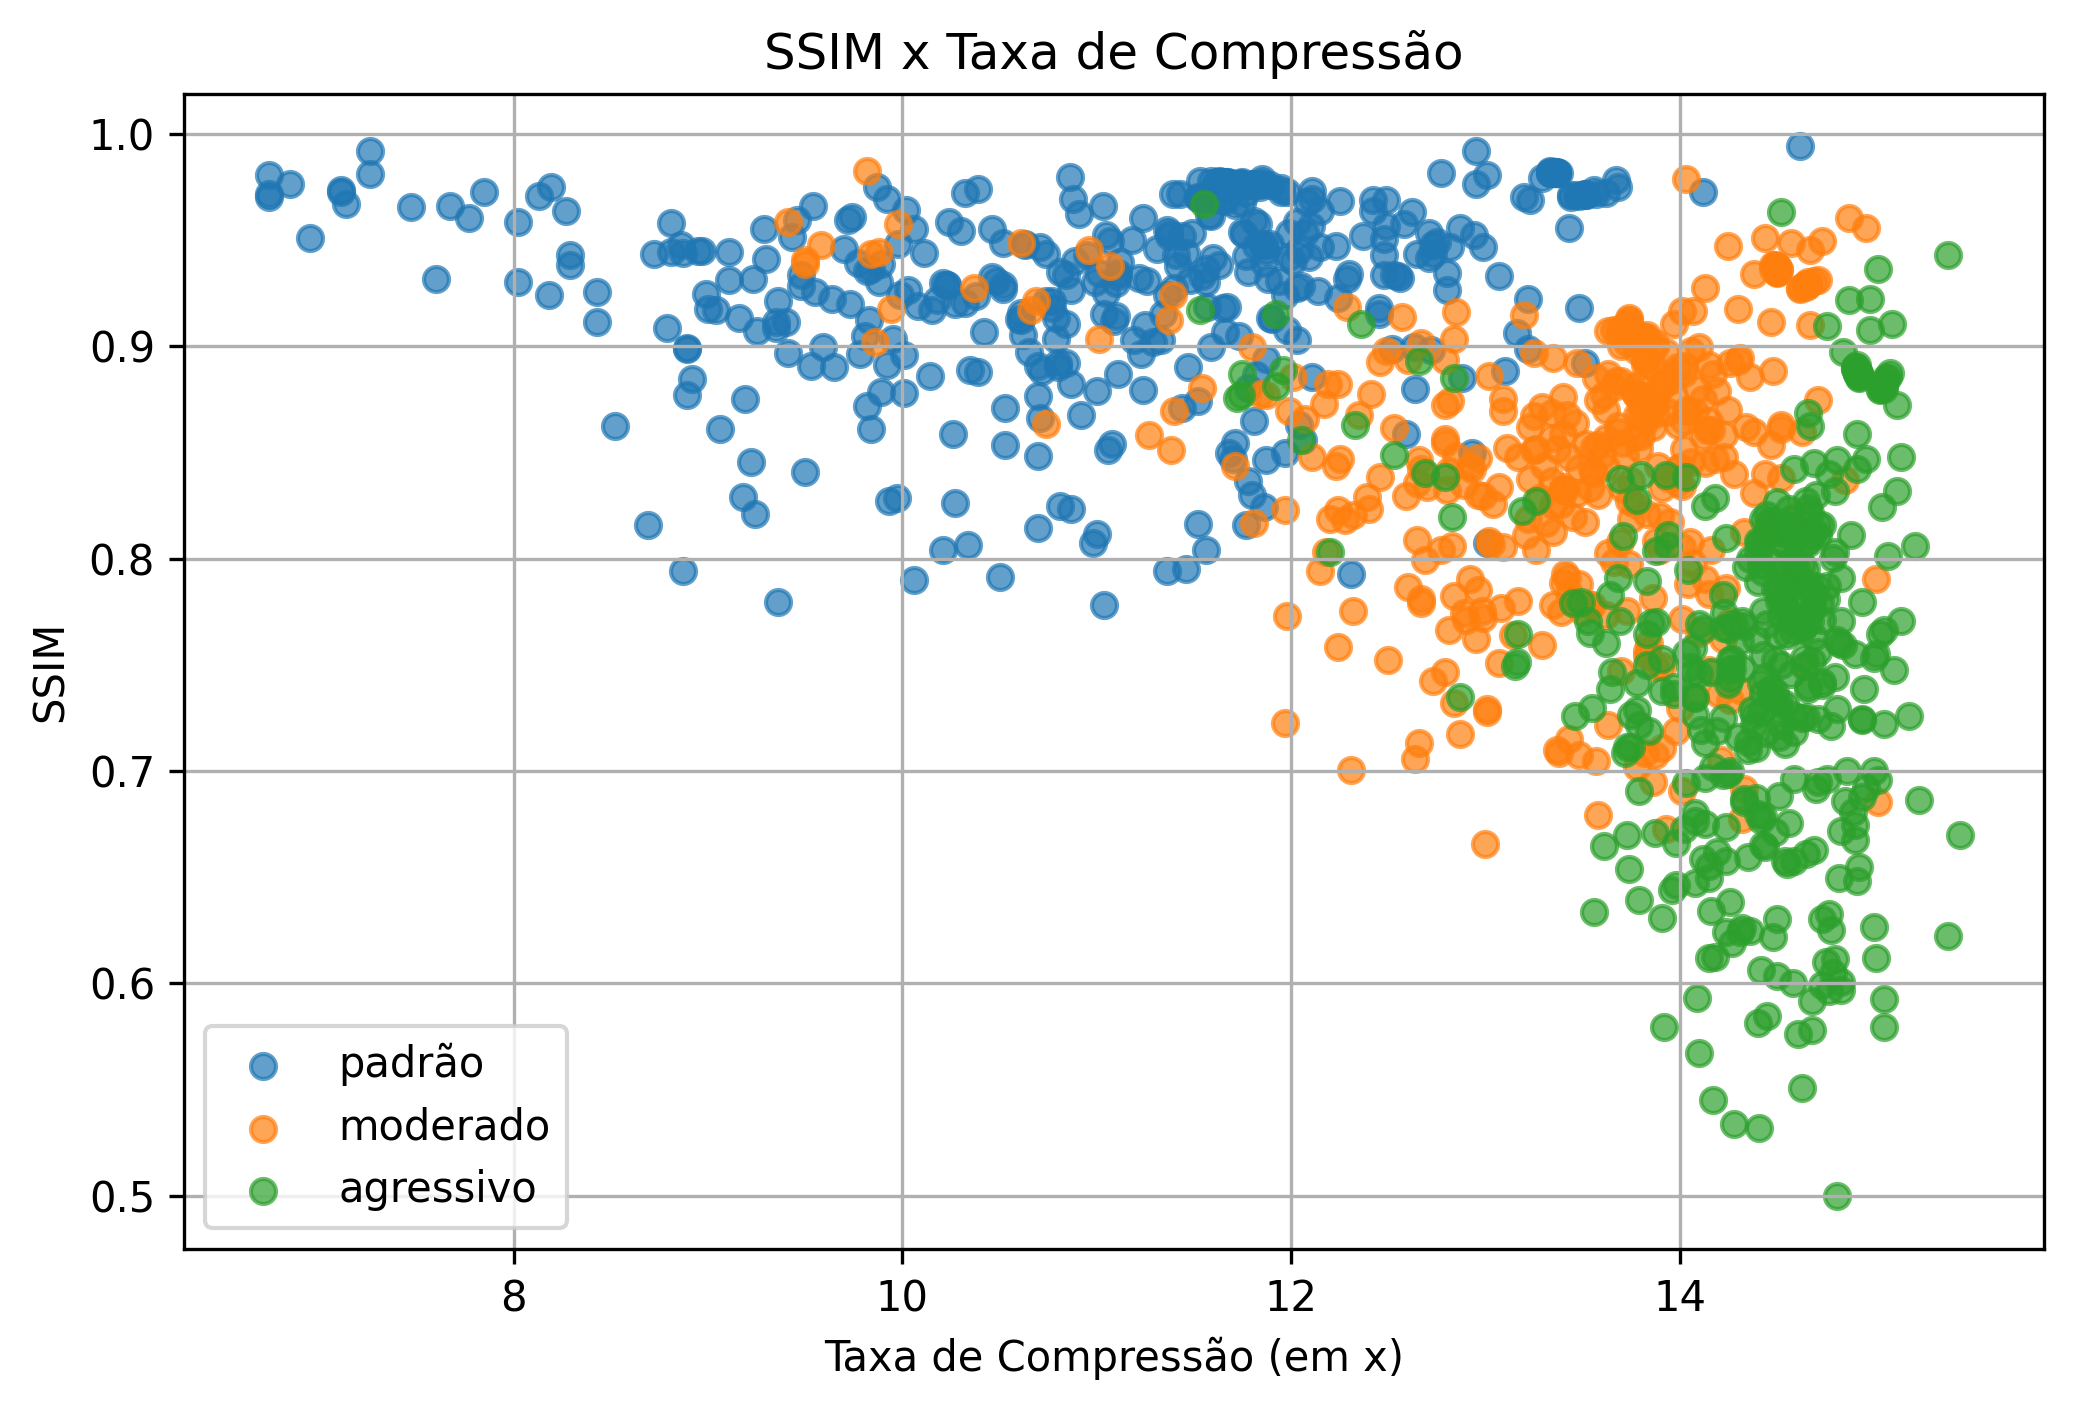 SSIM x Taxa de Compressão
1.0
0.9
0.8
0.7
0.6
0.5
SSIM
padrão
moderado
agressivo
8 10 12 14
Taxa de Compressão (em x)